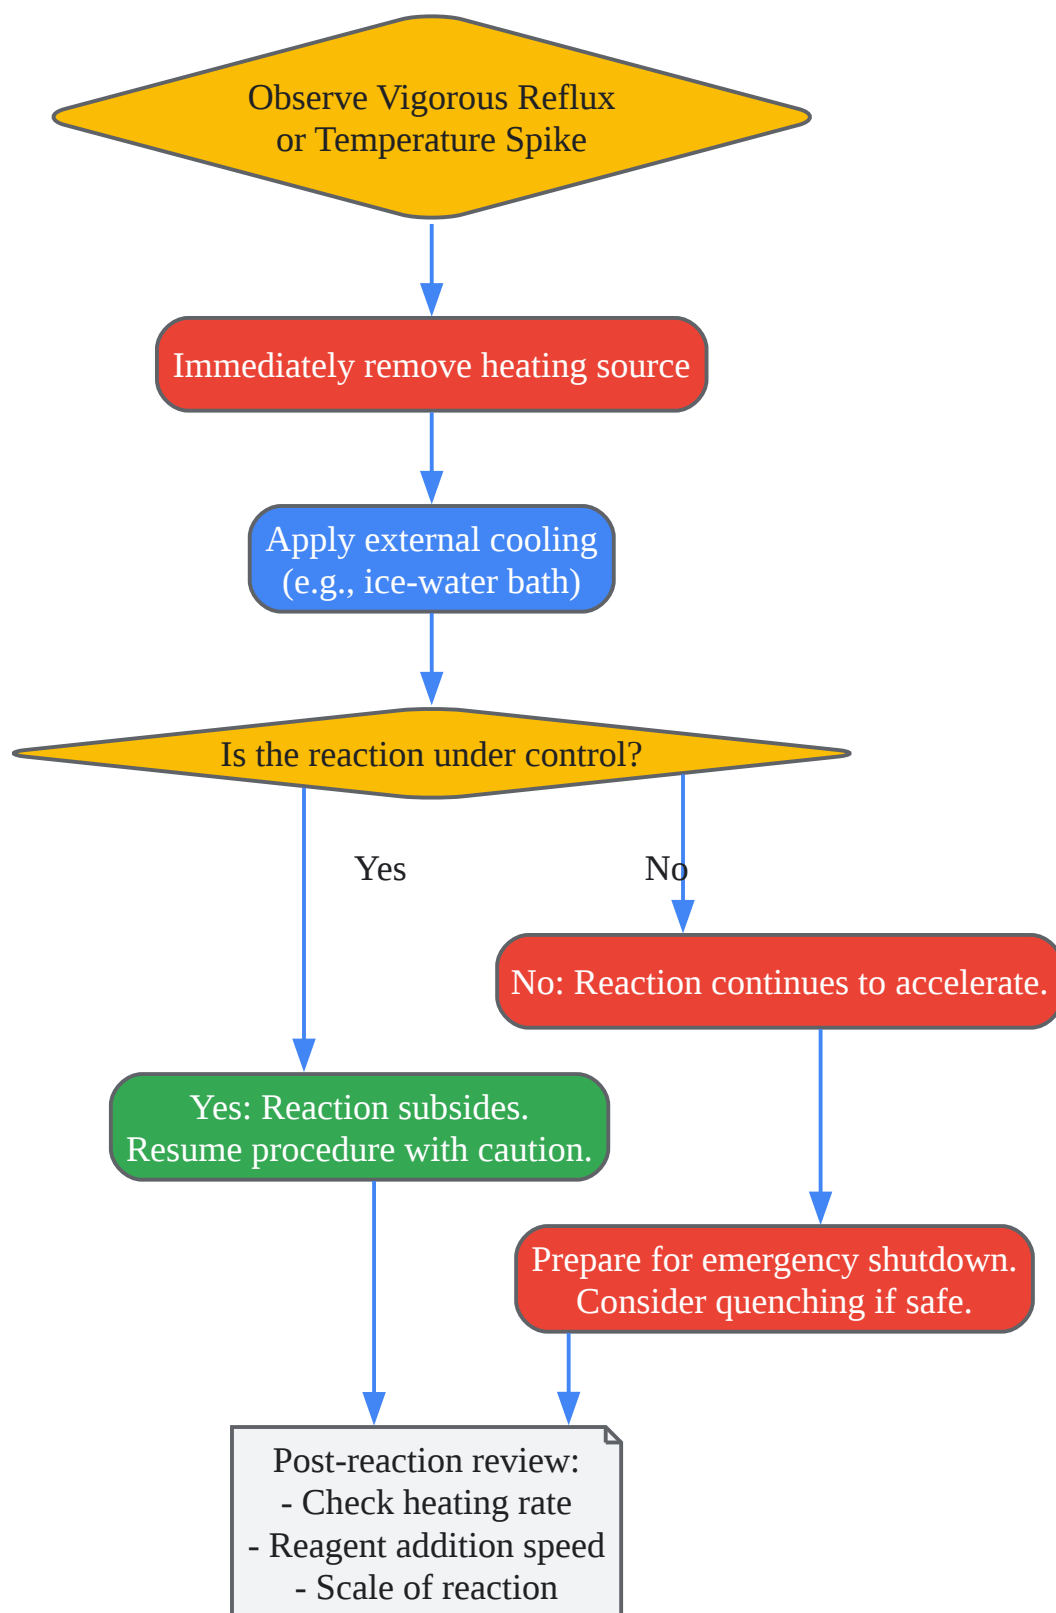 Observe Vigorous Reflux
or Temperature Spike
Immediately remove heating source
Apply external cooling
(e.g., ice-water bath)
Is the reaction under control?
Yes
No
No: Reaction continues to accelerate.
Yes: Reaction subsides.
Resume procedure with caution.
Prepare for emergency shutdown.
Consider quenching if safe.
Post-reaction review:
- Check heating rate
- Reagent addition speed
- Scale of reaction